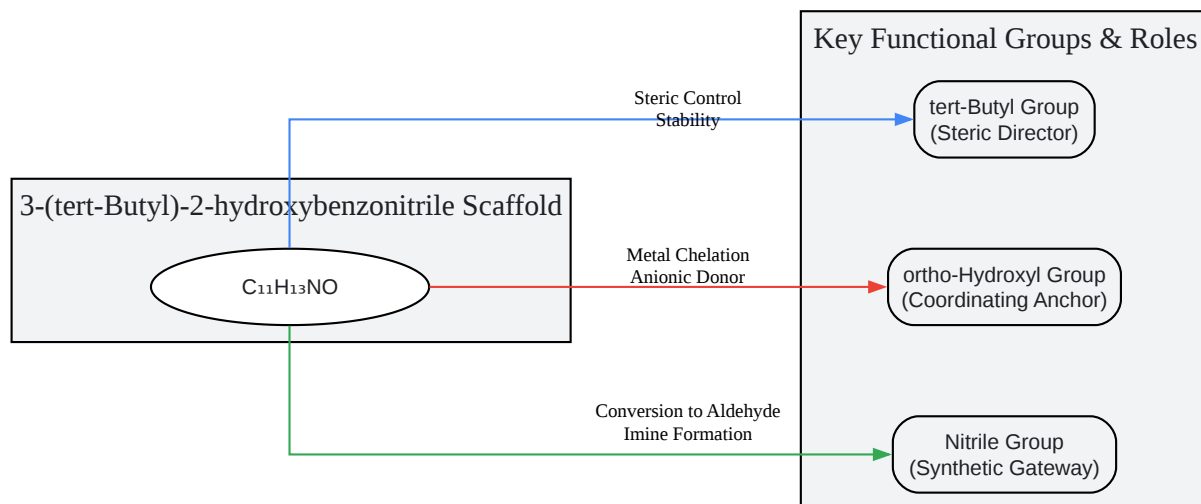 Key Functional Groups & Roles
Steric Control
Stability
tert-Butyl Group
(Steric Director)
3-(tert-Butyl)-2-hydroxybenzonitrile Scaffold
C₁₁H₁₃NO
Metal Chelation
Anionic Donor
ortho-Hydroxyl Group
(Coordinating Anchor)
Conversion to Aldehyde
Imine Formation
Nitrile Group
(Synthetic Gateway)